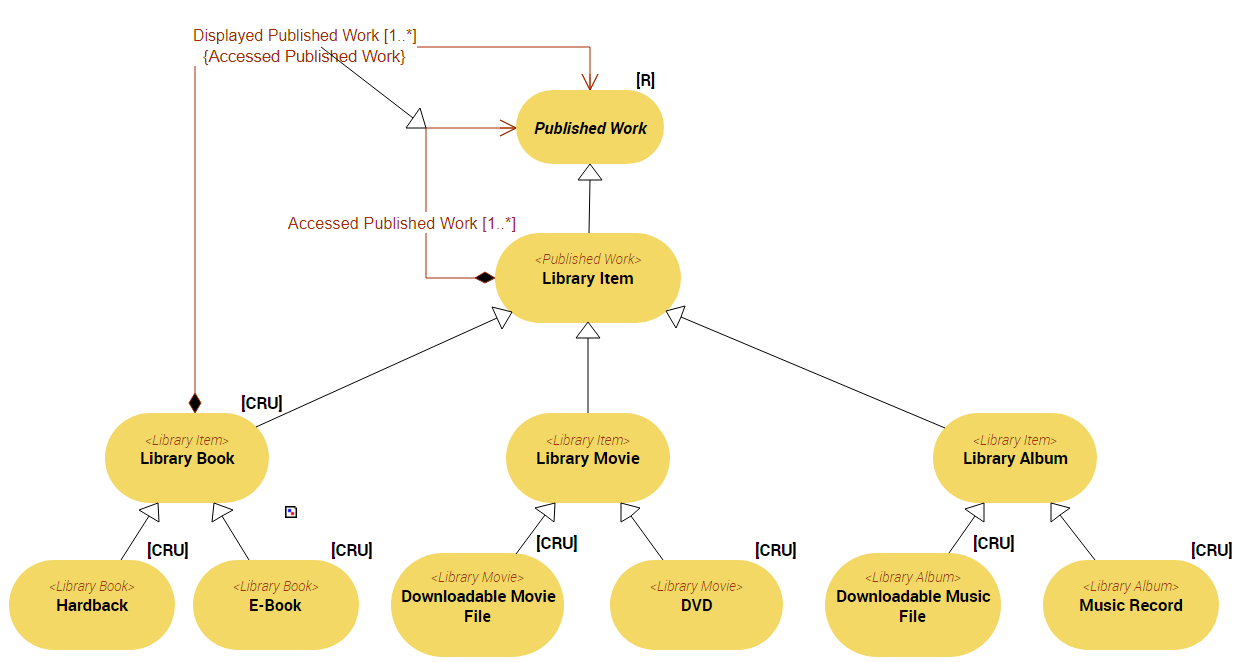 Displayed Published Work [1..*]
{Accessed Published Work}
[R]
Published Work
Accessed Published Work [1..*]
<Published Work>
Library Item
[CRU]
<Library Item>
Library Book
<Library Item>
Library Movie
<Library Item>
Library Album
[CRU]
[CRU]
[CRU]
[CRU]
[CRU]
[CRU]
<Library Book>
Hardback
<Library Book>
E-Book
<Library Movie>
Downloadable Movie
File
<Library Movie>
DVD
<Library Album>
Downloadable Music
File
<Library Album>
Music Record